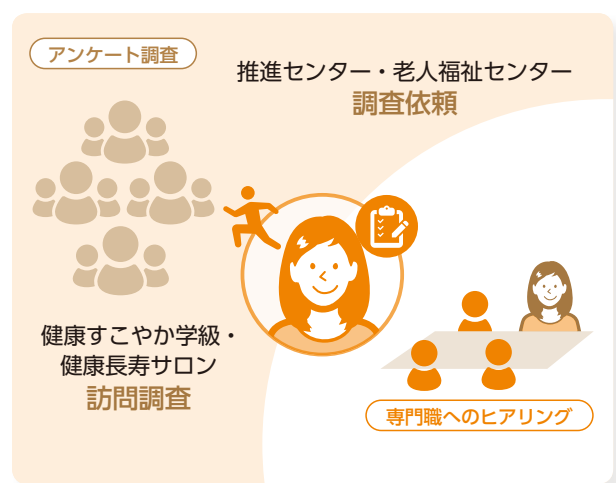 アンケート調査
推進センター・老人福祉センター
調査依頼
健康すこやか学級・
健康長寿サロン
訪問調査
専門職へのヒアリング